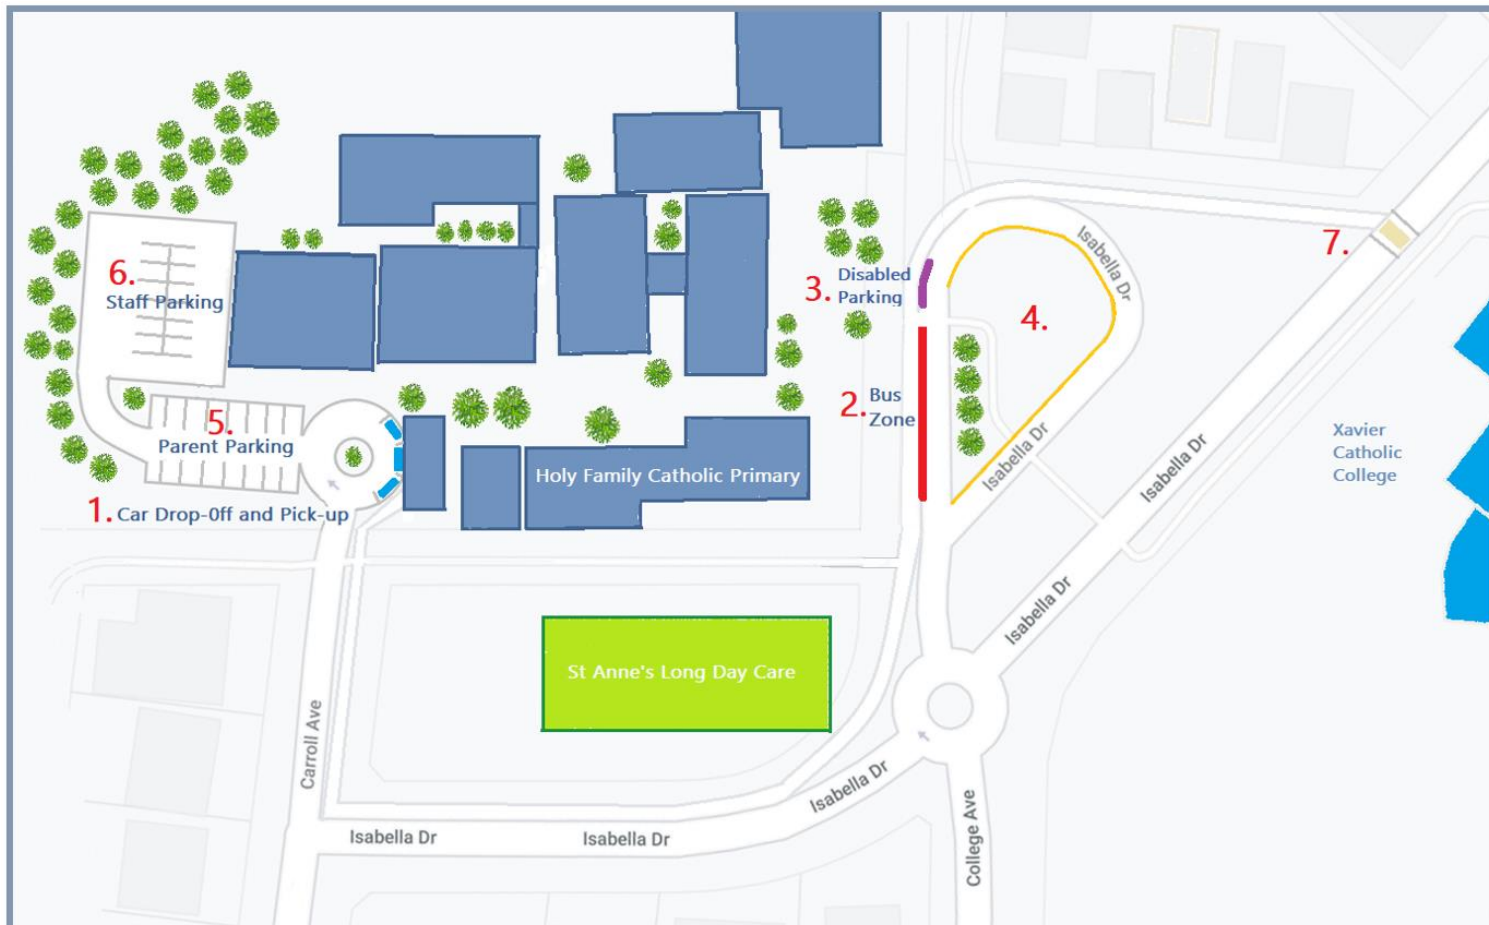 Isabella Dr
7.
6.
Staff Parking
3.
Disabled
Parking
4.
2.
Bus
Zone
5.
Parent Parking
Isabella Dr
Isabella Dr
Xavier
Catholic
College
Holy Family Catholic Primary
1. Car Drop-0ff and Pick-up
Isabella Dr
St Anne's Long Day Care
Carroll Ave
Isabella Dr
Isabella Dr
Isabella Dr
College Ave